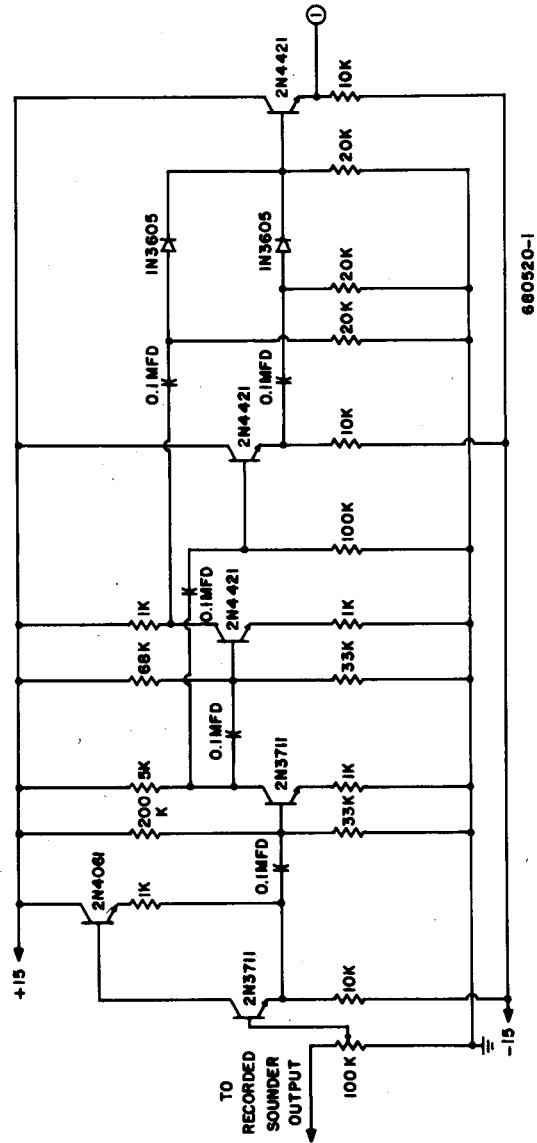 +15
2N4061
1K
200
K
5K
68K
1K
0.1MFD
0.1MFD
1N3605
1N3605
2N4421
2N4421
2N4421
0.1MFD
0.1MFD
2N3711
2N3711
0.1MFD
1
TO
RECORDED
SOUNDER
OUTPUT
100K
10K
33K
1K
33K
1K
100K
10K
20K
20K
20K
10K
-15
680520-1